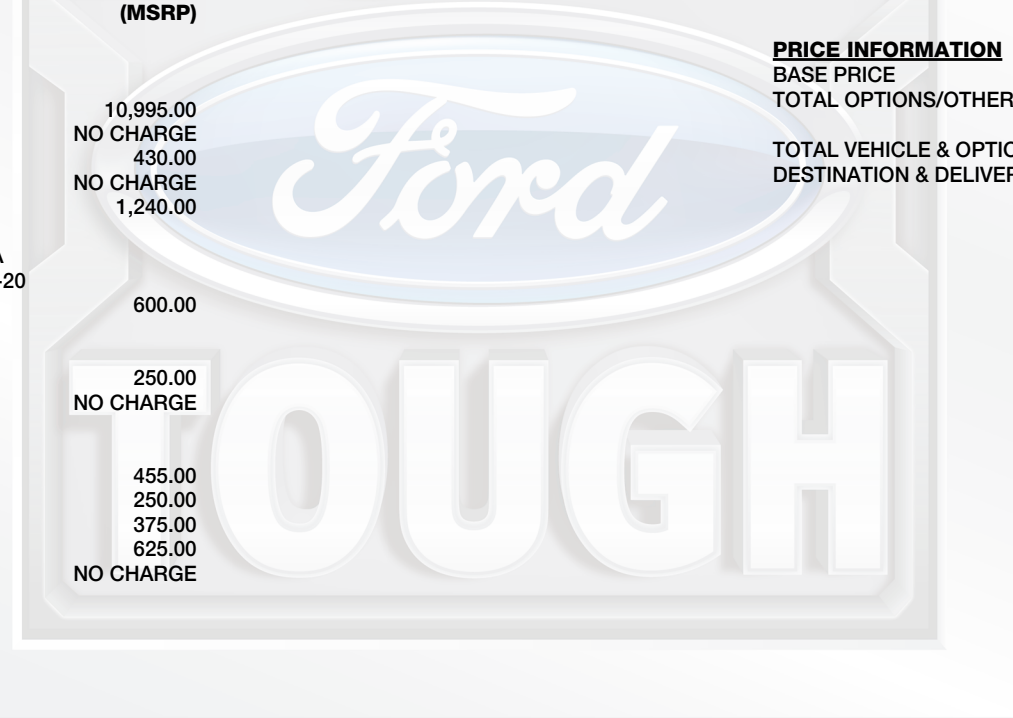 (MSRP)
10,995.00
NO CHARGE
430.00
NO CHARGE
1,240.00
A
-20
600.00
250.00
NO CHARGE
455.00
250.00
375.00
625.00
NO CHARGE
PRICE INFORMATION
BASE PRICE
TOTAL OPTIONS/OTHER
TOTAL VEHICLE & OPTIO
DESTINATION & DELIVER
Ford
TOUGH